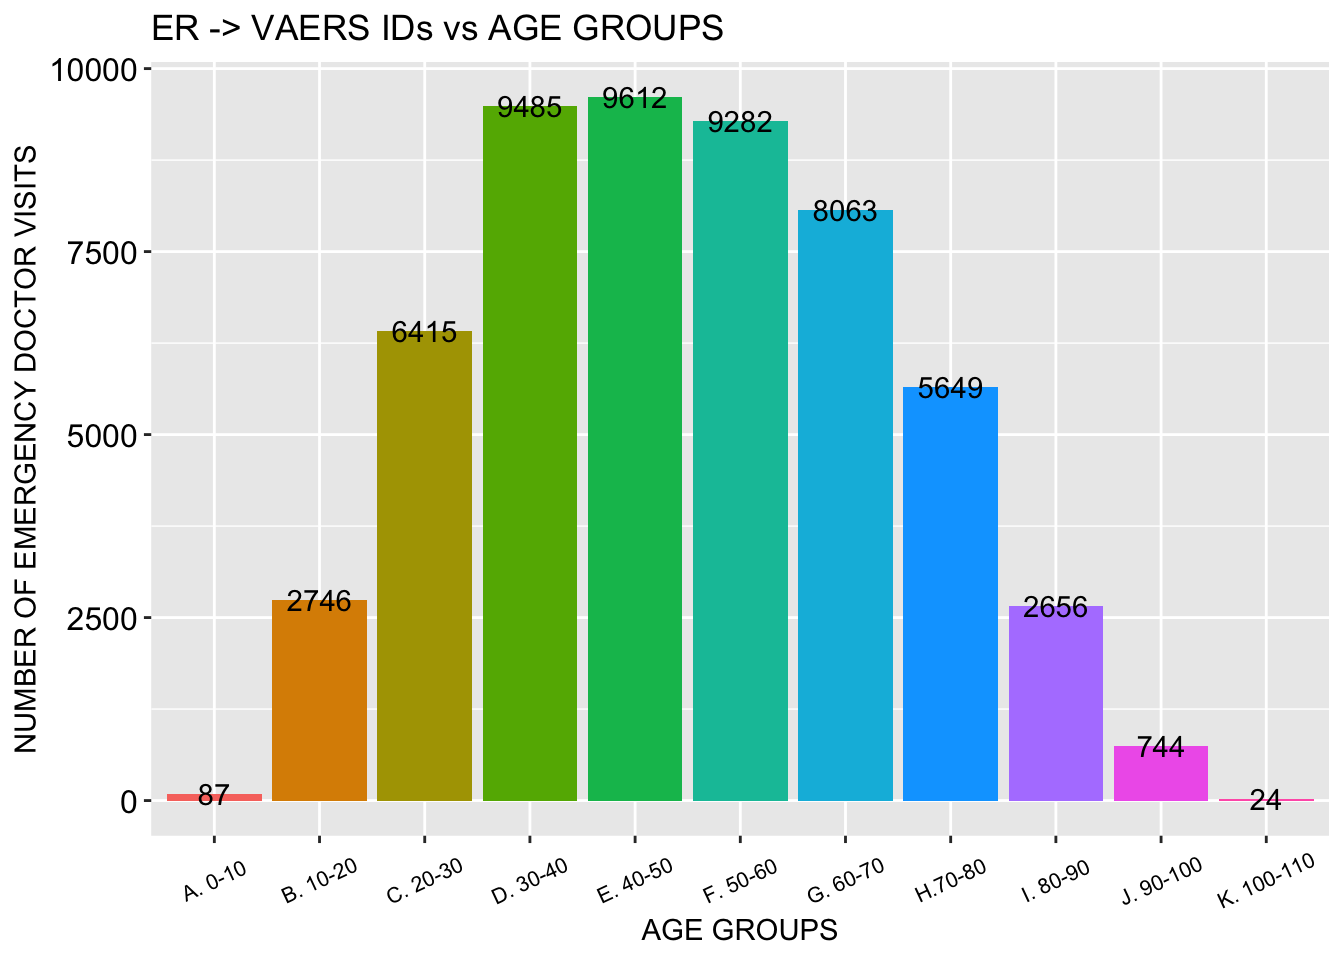 ER -> VAERS IDs vs AGE GROUPS
NUMBER OF EMERGENCY DOCTOR VISITS
10000
7500
5000
2500
0
87
2746
6415
9485
9612
9282
8063
5649
2656
744
24
A. 0-10
B. 10-20
C. 20-30
D. 30-40
E. 40-50
F. 50-60
G. 60-70
H.70-80
I. 80-90
J. 90-100
K. 100-110
AGE GROUPS